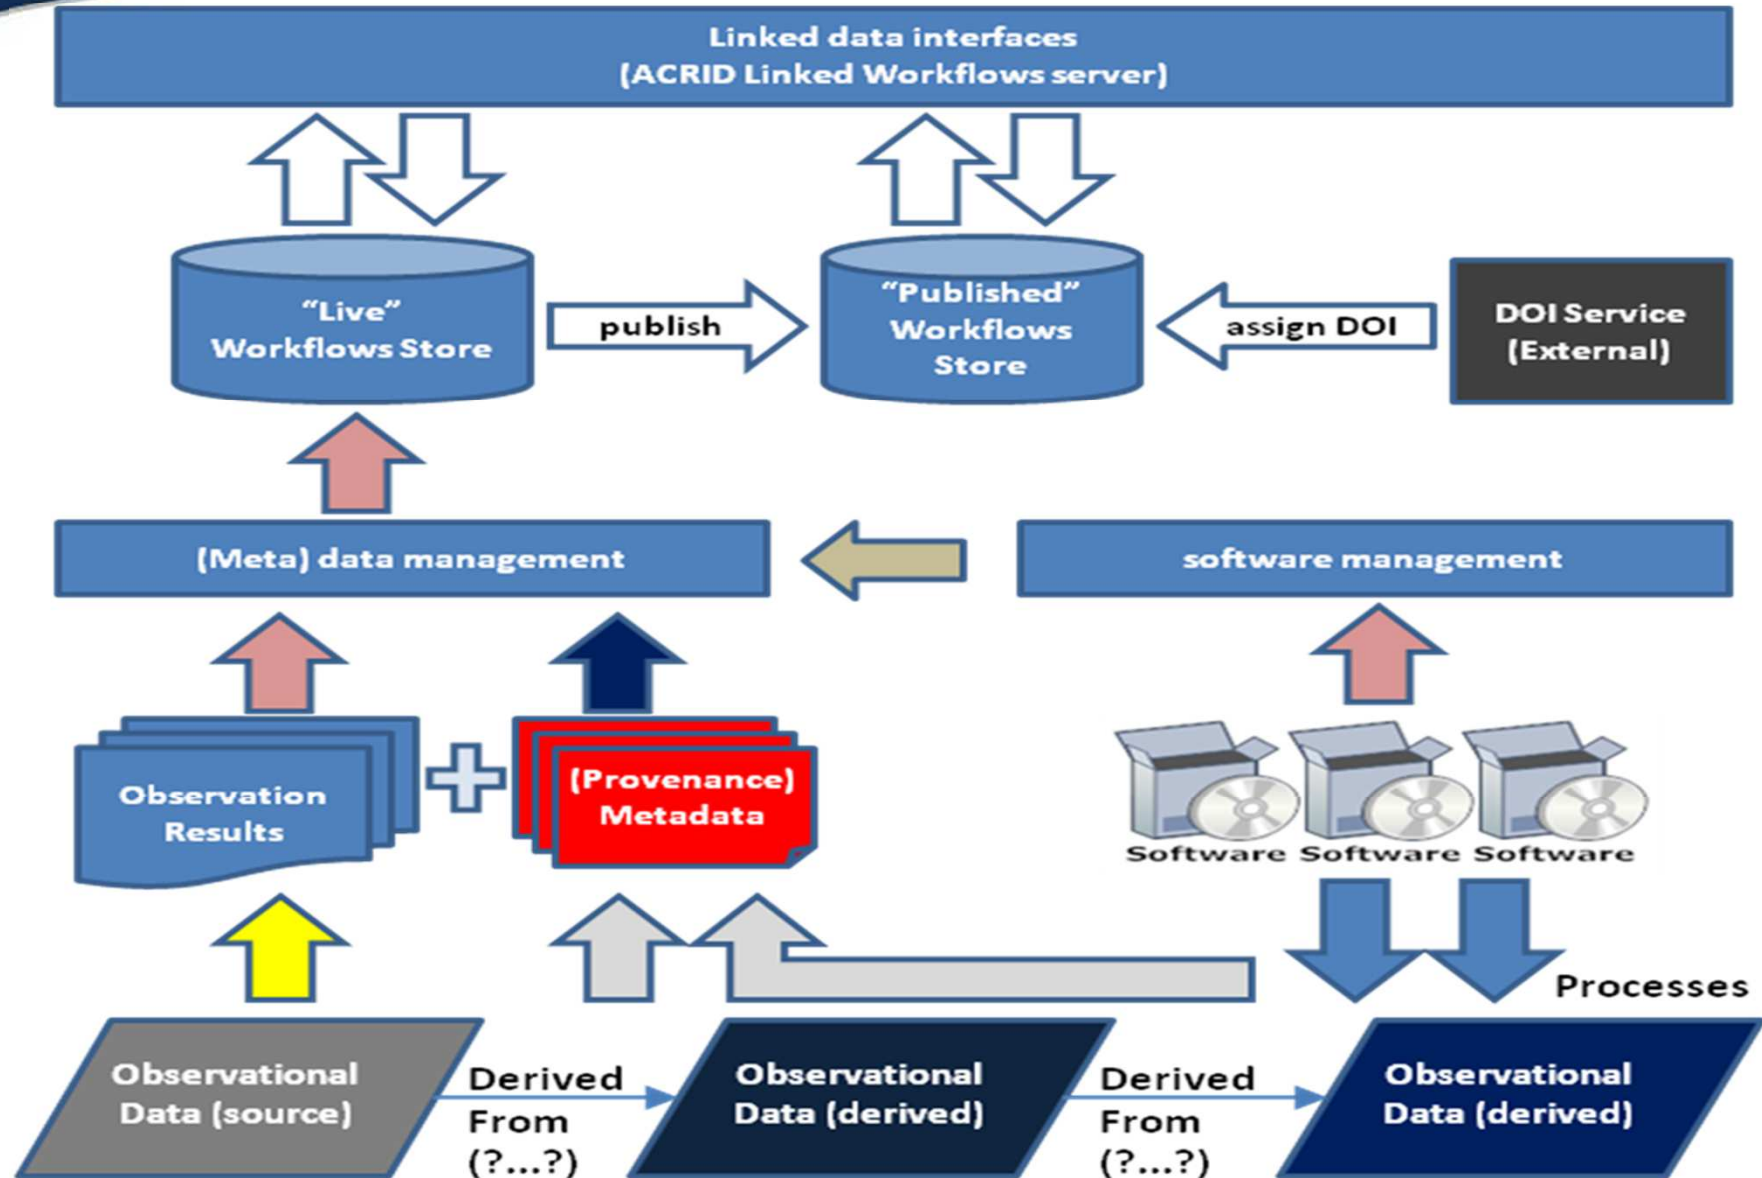 Linked data interfaces
(ACRID Linked Workflows server)
“Live”
Workflows Store
publish
“Published”
Workflows
Store
assign DOI
DOI Service
(External)
(Meta) data management
software management
Observation
Results
(Provenance)
Metadata
Software Software Software
Processes
Observational
Data (source)
Derived
From
(?...?)
Observational
Data (derived)
Derived
From
(?...?)
Observational
Data (derived)